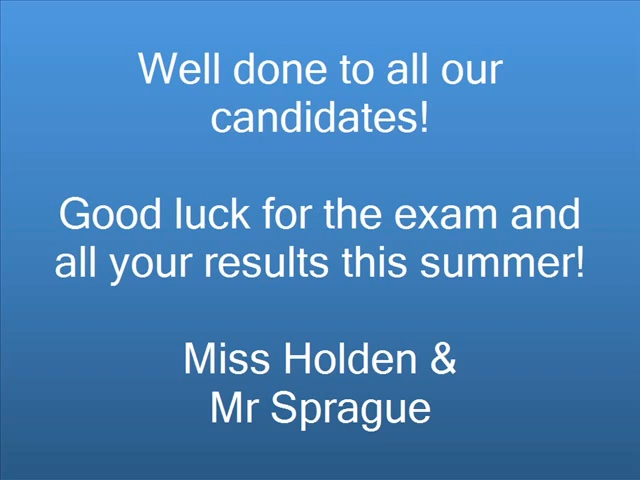 Well done to all our
candidates!
Good luck for the exam and
all your results this summer!
Miss Holden &
Mr Sprague